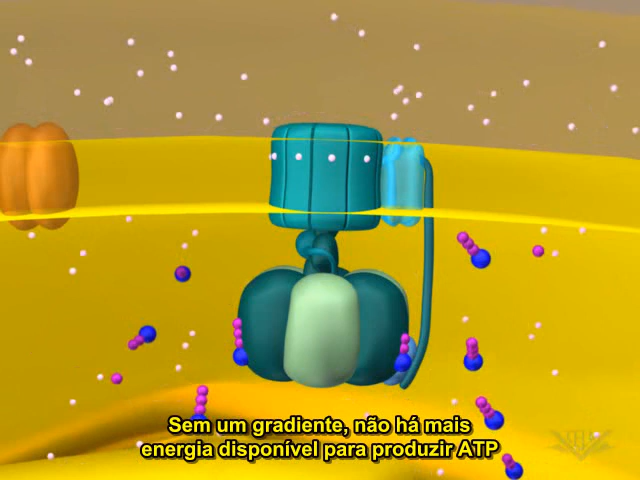 Sem um gradiente, não há mais
energia disponível para produzir ATP